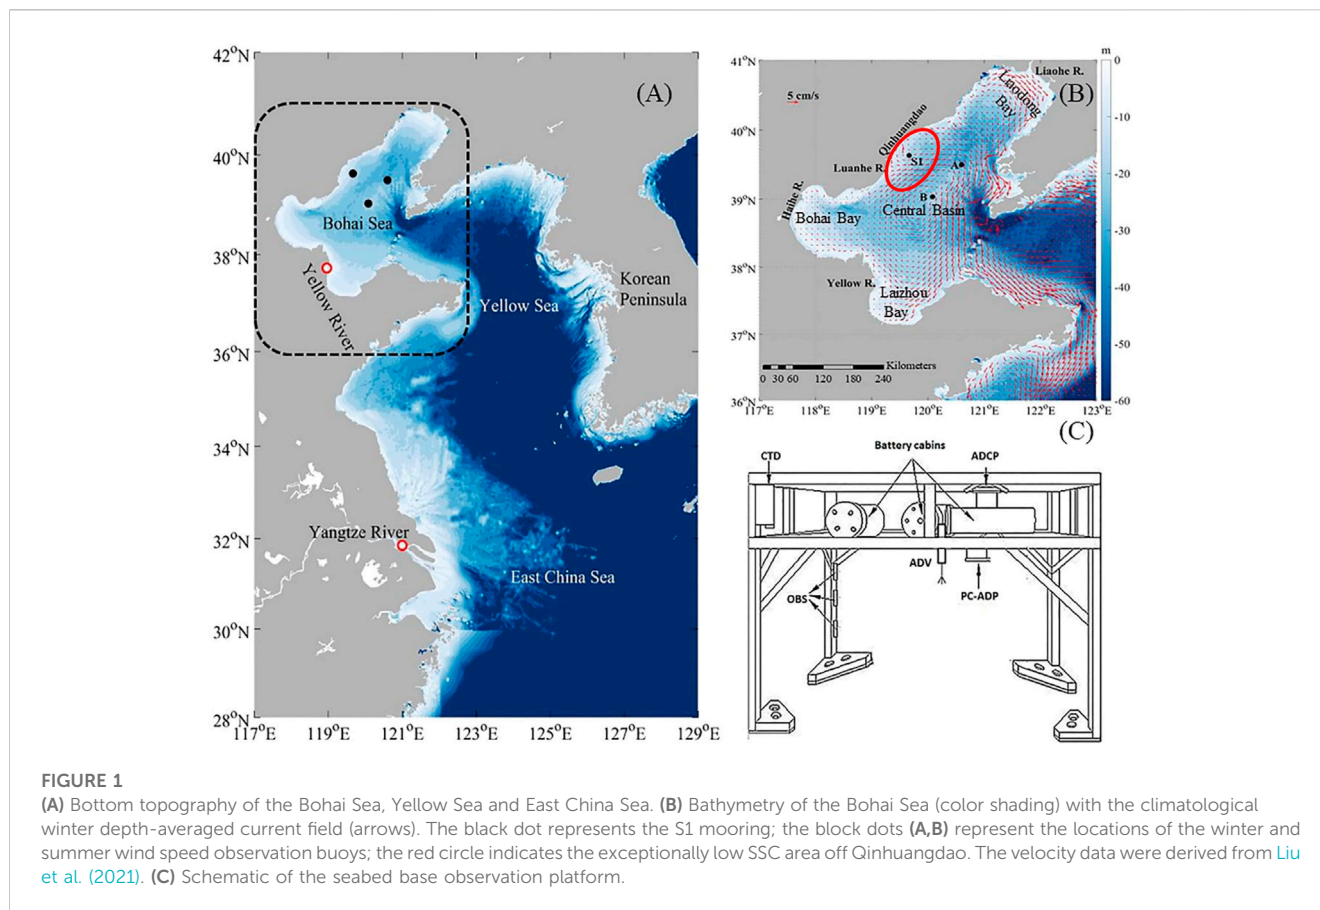 42°N
40°N
38°N
36°N
34°N
32°N
30°N
28°N
117°E
119°E
121°E
123°E
125°E
127°E
129°E
(A)
Bohai Sea
Yellow River
Yellow Sea
Korean
Peninsula
Yangtze River
East China Sea
41°N
40°N
39°N
38°N
37°N
36°N
117°E
118°E
119°E
120°E
121°E
122°E
123°E
(B)
5 cm/s
Liaohe R.
Liaodong
Bay
Qinhuangdao
S1
A
Luanhe R.
B
Haihe R.
Bohai Bay
Central Basin
Yellow R.
Laizhou
Bay
Kilometers
0 30 60 120 180 240
m
0
-10
-20
-30
-40
-50
-60
(C)
CTD
Battery cabins
ADCP
ADV
PC-ADP
OBS
FIGURE 1
(A) Bottom topography of the Bohai Sea, Yellow Sea and East China Sea. (B) Bathymetry of the Bohai Sea (color shading) with the climatological
winter depth-averaged current field (arrows). The black dot represents the S1 mooring; the block dots (A,B) represent the locations of the winter and
summer wind speed observation buoys; the red circle indicates the exceptionally low SSC area off Qinhuangdao. The velocity data were derived from Liu
et al. (2021). (C) Schematic of the seabed base observation platform.